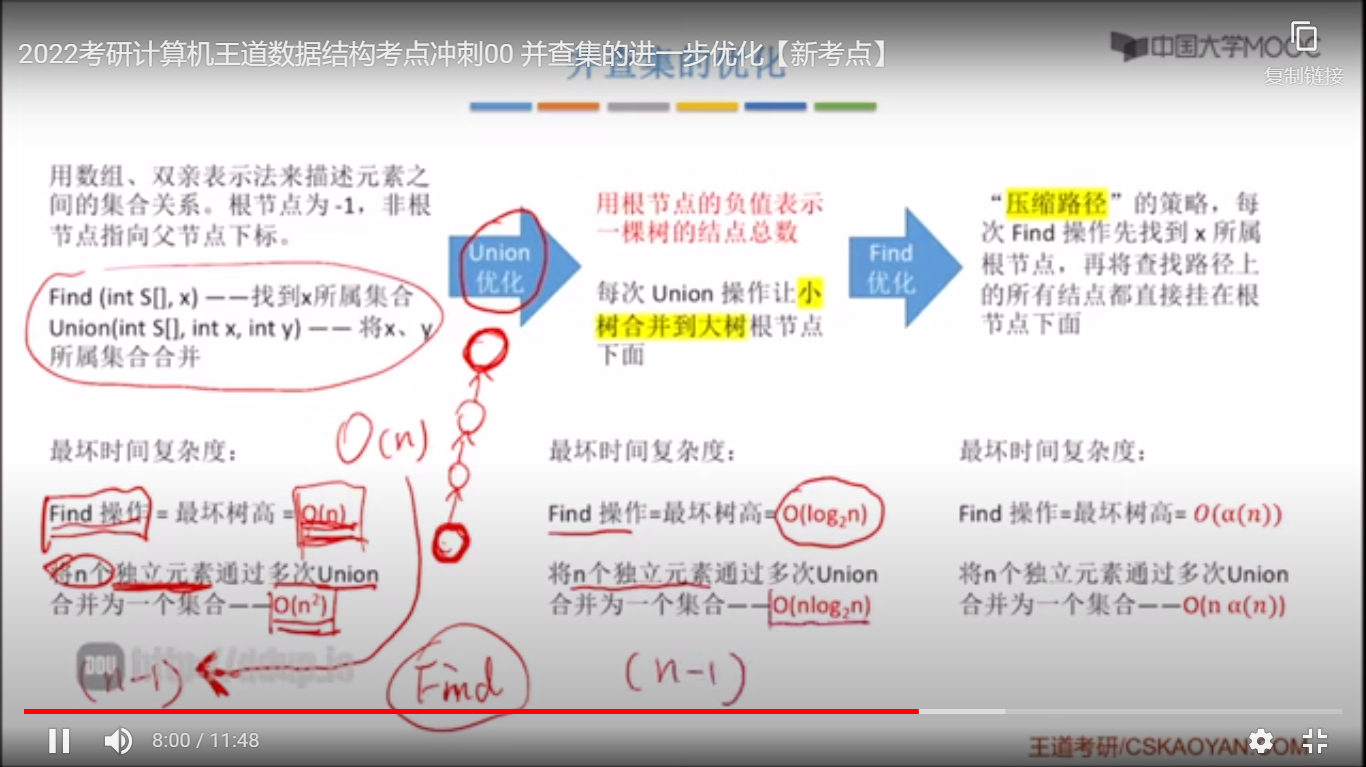 2022考研计算机王道数据结构考点冲刺00 并查集的进一步优化【新考点】
并查集的优化
中国大学MOOC
复制链接
用数组、双亲表示法来描述元素之
间的集合关系。根节点为 -1，非根
节点指向父节点下标。
Find (int S[], x) ——找到x所属集合
Union(int S[], int x, int y) —— 将x、y
所属集合合并
Union
优化
用根节点的负值表示
一棵树的结点总数
每次 Union 操作让小
树合并到大树根节点
下面
Find
优化
“压缩路径”的策略，每
次 Find 操作先找到 x 所属
根节点，再将查找路径上
的所有结点都直接挂在根
节点下面
O(n)
最坏时间复杂度：
Find 操作 = 最坏树高 = O(n)
将n个独立元素通过多次Union
合并为一个集合——O(n²)
最坏时间复杂度：
Find 操作=最坏树高=O(log₂n)
将n个独立元素通过多次Union
合并为一个集合——O(nlog₂n)
最坏时间复杂度：
Find 操作=最坏树高= O(α(n))
将n个独立元素通过多次Union
合并为一个集合——O(n α(n))
http://ddup.io
(n-1)
Find
(n-1)
8:00 / 11:48
王道考研/CSKAOYAN.COM